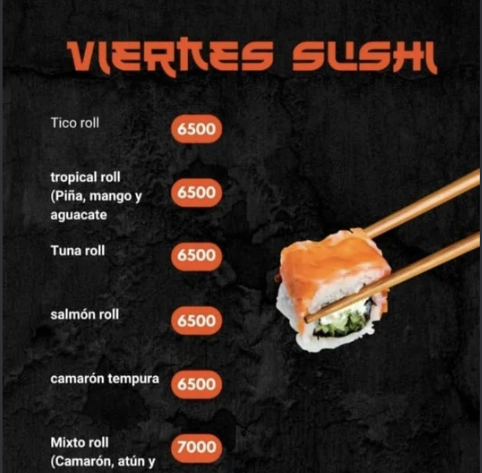 VIERNES SUSHI
Tico roll
6500
tropical roll
(Piña, mango y
aguacate
6500
Tuna roll
6500
salmón roll
6500
camarón tempura
6500
Mixto roll
(Camarón, atún y
7000